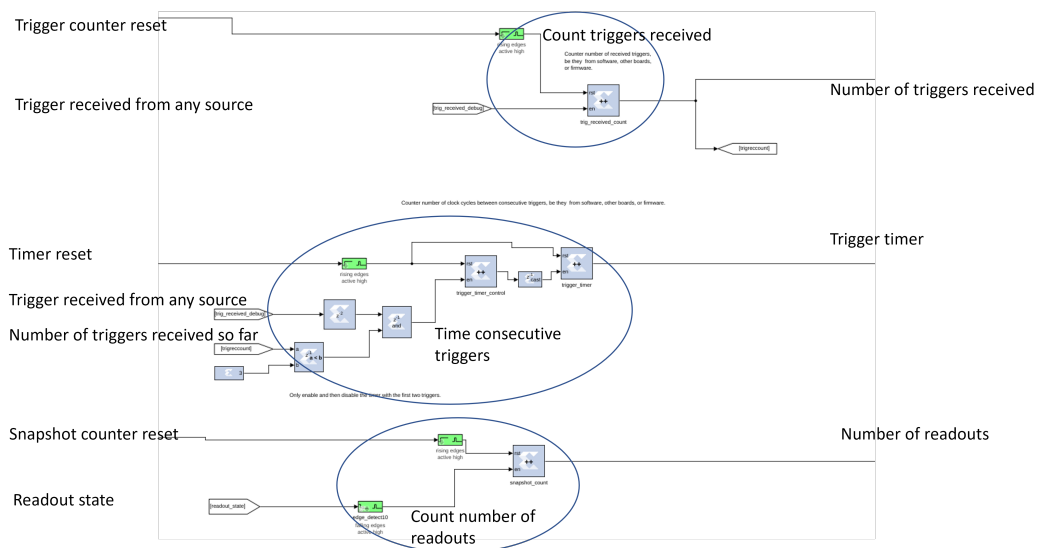 Trigger counter reset
Count triggers received
rising edges
active high
Counter number of received triggers,
be they from software, other boards,
or firmware.
Number of triggers received
Trigger received from any source
[trig_received_debug]
rst
en
++
trig_received_count
[trigreccount]
Counter number of clock cycles between consecutive triggers, be they from software, other boards, or firmware.
Trigger timer
Timer reset
rising edges
active high
rst
en
++
trigger_timer_control
cast
rst
en
++
trigger_timer
Trigger received from any source
[trig_received_debug]
and
Number of triggers received so far
Time consecutive
triggers
[trigreccount]
a
b
a < b
3
Only enable and then disable the timer with the first two triggers.
Snapshot counter reset
Number of readouts
rising edges
active high
rst
en
++
snapshot_count
Readout state
[readout_state]
edge_detect10
falling edges
active high
Count number of
readouts